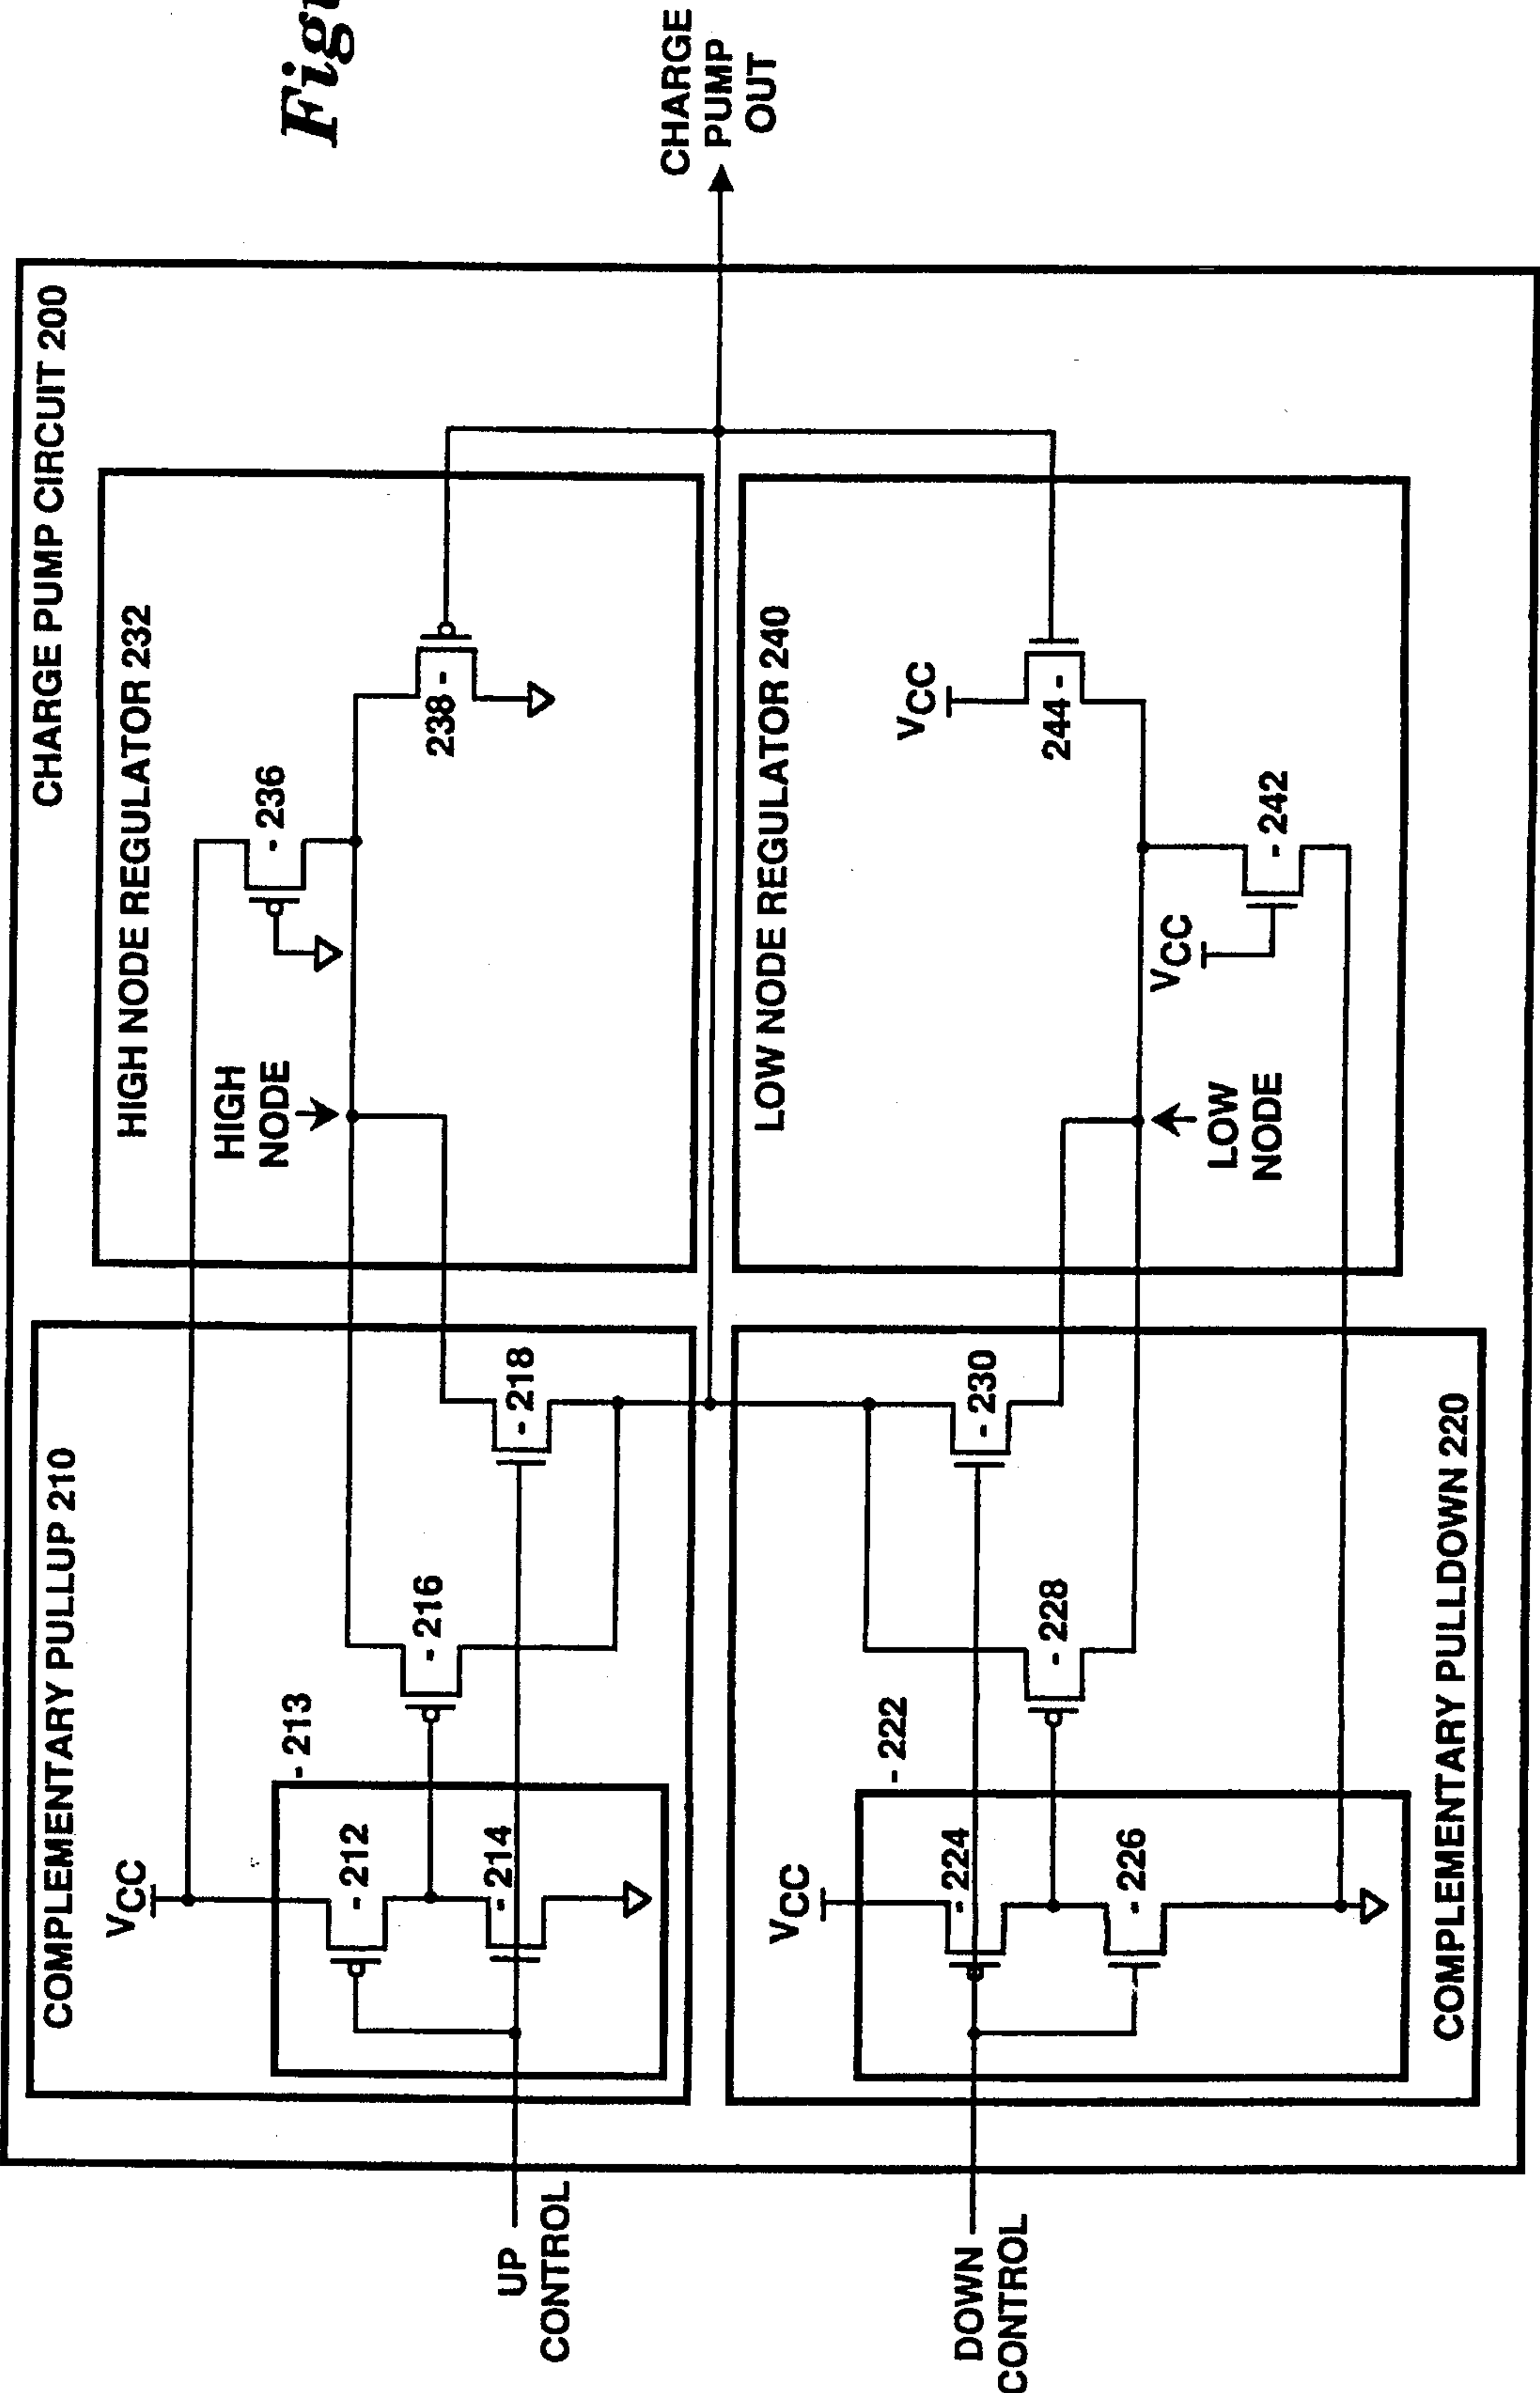 Figu
CHARGE PUMP CIRCUIT 200
COMPLEMENTARY PULLUP 210
HIGH NODE REGULATOR 232
VCC
- 213
- 212
- 214
- 216
- 218
HIGH
NODE
- 236
238 -
UP
CONTROL
CHARGE
PUMP
OUT
LOW NODE REGULATOR 240
VCC
- 222
- 224
- 226
- 228
- 230
LOW
NODE
VCC
- 242
VCC
244 -
DOWN
CONTROL
COMPLEMENTARY PULLDOWN 220